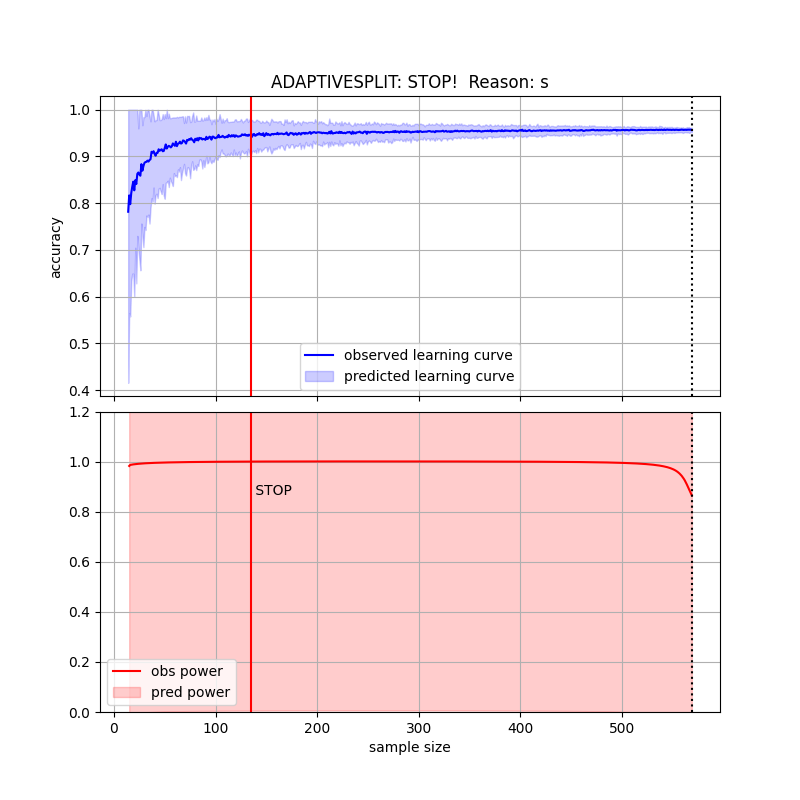 ADAPTIVESPLIT: STOP!  Reason: s
1.0
0.9
0.8
0.7
0.6
0.5
0.4
accuracy
observed learning curve
predicted learning curve
1.2
1.0
0.8
0.6
0.4
0.2
0.0
STOP
obs power
pred power
0 100 200 300 400 500
sample size